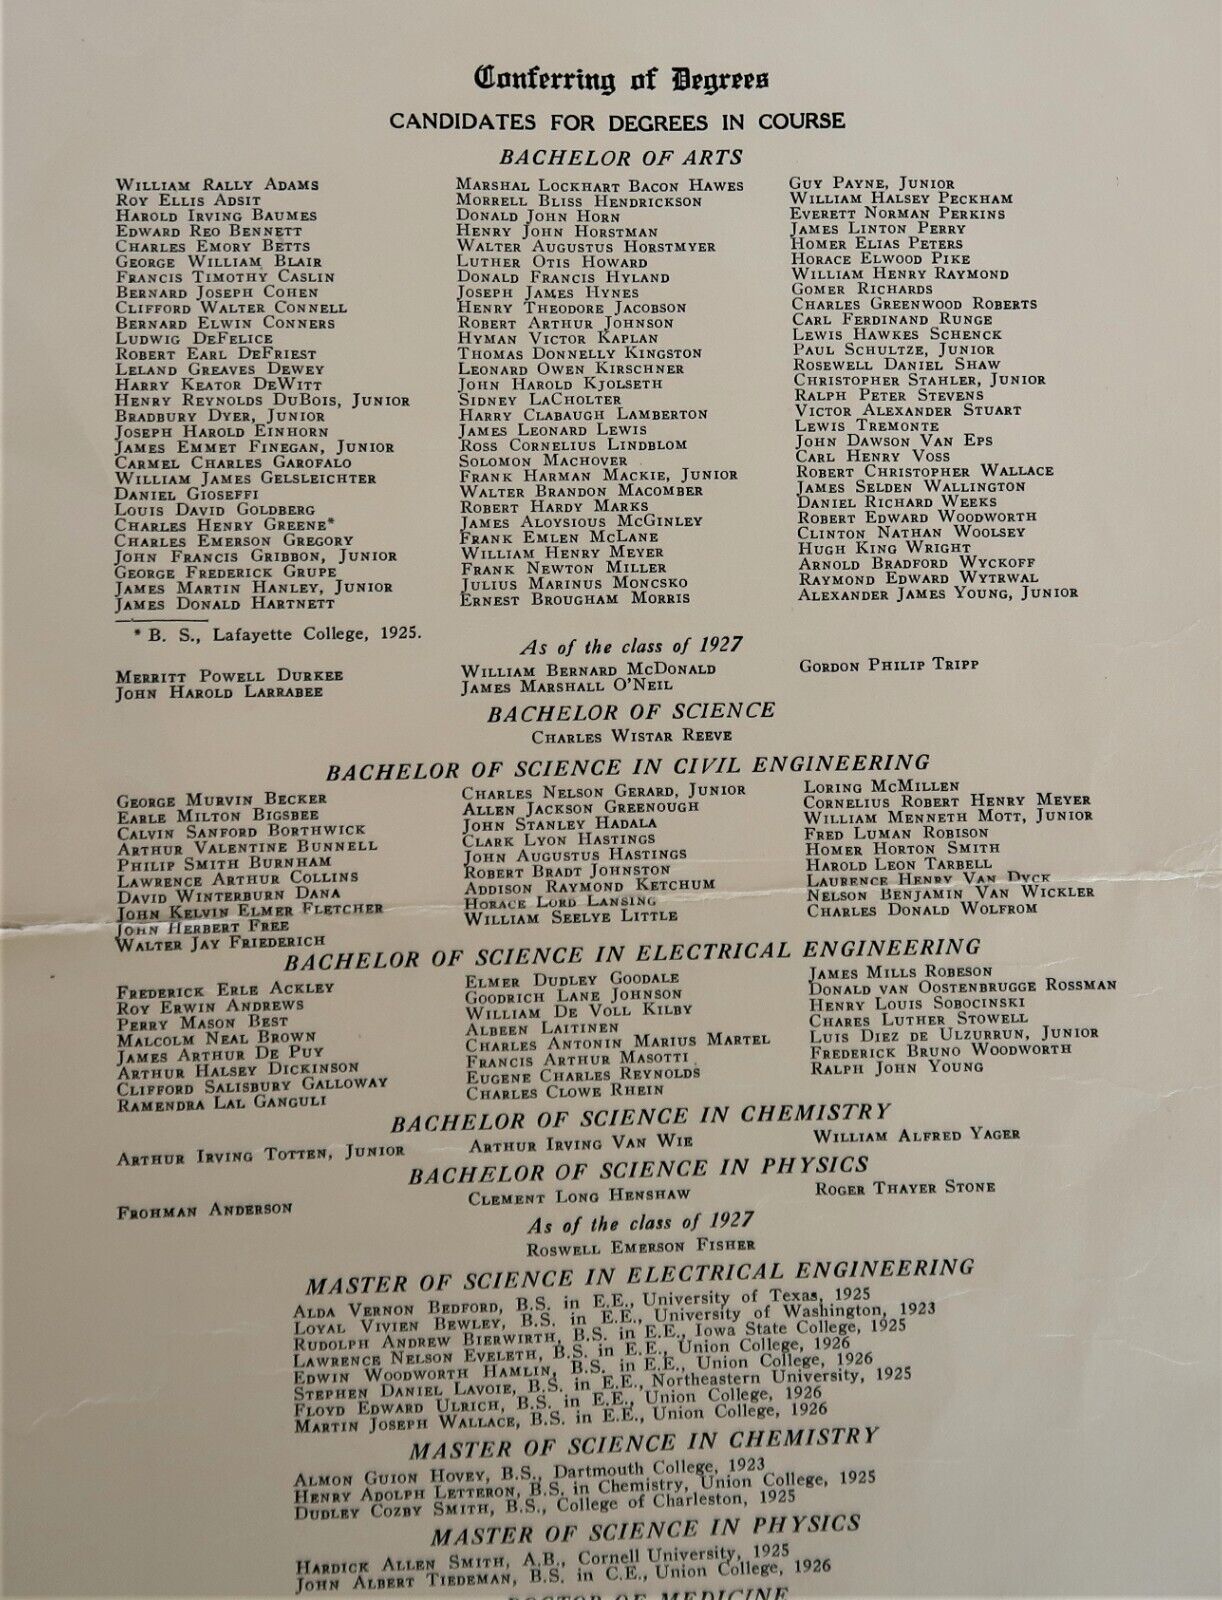 Conferring of Degrees
CANDIDATES FOR DEGREES IN COURSE
BACHELOR OF ARTS
WILLIAM RALLY ADAMS
ROY ELLIS ADSIT
HAROLD IRVING BAUMES
EDWARD REO BENNETT
CHARLES EMORY BETTS
GEORGE WILLIAM BLAIR
FRANCIS TIMOTHY CASLIN
BERNARD JOSEPH COHEN
CLIFFORD WALTER CONNELL
BERNARD ELWIN CONNERS
LUDWIG DEFELICE
ROBERT EARL DEFRIEST
LELAND GREAVES DEWEY
HARRY KEATOR DEWITT
HENRY REYNOLDS DUBOIS, JUNIOR
BRADBURY DYER, JUNIOR
JOSEPH HAROLD EINHORN
JAMES EMMET FINEGAN, JUNIOR
CARMEL CHARLES GAROFALO
WILLIAM JAMES GELSLEICHTER
DANIEL GIOSEFFI
LOUIS DAVID GOLDBERG
CHARLES HENRY GREENE*
CHARLES EMERSON GREGORY
JOHN FRANCIS GRIBBON, JUNIOR
GEORGE FREDERICK GRUPE
JAMES MARTIN HANLEY, JUNIOR
JAMES DONALD HARTNETT
MARSHAL LOCKHART BACON HAWES
MORRELL BLISS HENDRICKSON
DONALD JOHN HORN
HENRY JOHN HORSTMAN
WALTER AUGUSTUS HORSTMYER
LUTHER OTIS HOWARD
DONALD FRANCIS HYLAND
JOSEPH JAMES HYNES
HENRY THEODORE JACOBSON
ROBERT ARTHUR JOHNSON
HYMAN VICTOR KAPLAN
THOMAS DONNELLY KINGSTON
LEONARD OWEN KIRSCHNER
JOHN HAROLD KJOLSETH
SIDNEY LACHOLTER
HARRY CLABAUGH LAMBERTON
JAMES LEONARD LEWIS
ROSS CORNELIUS LINDBLOM
SOLOMON MACHOVER
FRANK HARMAN MACKIE, JUNIOR
WALTER BRANDON MACOMBER
ROBERT HARDY MARKS
JAMES ALOYSIOUS MCGINLEY
FRANK EMLEN MCLANE
WILLIAM HENRY MEYER
FRANK NEWTON MILLER
JULIUS MARINUS MONCSKO
ERNEST BROUGHAM MORRIS
GUY PAYNE, JUNIOR
WILLIAM HALSEY PECKHAM
EVERETT NORMAN PERKINS
JAMES LINTON PERRY
HOMER ELIAS PETERS
HORACE ELWOOD PIKE
WILLIAM HENRY RAYMOND
GOMER RICHARDS
CHARLES GREENWOOD ROBERTS
CARL FERDINAND RUNGE
LEWIS HAWKES SCHENCK
PAUL SCHULTZE, JUNIOR
ROSEWELL DANIEL SHAW
CHRISTOPHER STAHLER, JUNIOR
RALPH PETER STEVENS
VICTOR ALEXANDER STUART
LEWIS TREMONTE
JOHN DAWSON VAN EPS
CARL HENRY VOSS
ROBERT CHRISTOPHER WALLACE
JAMES SELDEN WALLINGTON
DANIEL RICHARD WEEKS
ROBERT EDWARD WOODWORTH
CLINTON NATHAN WOOLSEY
HUGH KING WRIGHT
ARNOLD BRADFORD WYCKOFF
RAYMOND EDWARD WYTRWAL
ALEXANDER JAMES YOUNG, JUNIOR
* B. S., Lafayette College, 1925.
As of the class of 1927
MERRITT POWELL DURKEE
JOHN HAROLD LARRABEE
WILLIAM BERNARD MCDONALD
JAMES MARSHALL O'NEIL
GORDON PHILIP TRIPP
BACHELOR OF SCIENCE
CHARLES WISTAR REEVE
BACHELOR OF SCIENCE IN CIVIL ENGINEERING
GEORGE MURVIN BECKER
EARLE MILTON BIGSBEE
CALVIN SANFORD BORTHWICK
ARTHUR VALENTINE BUNNELL
PHILIP SMITH BURNHAM
LAWRENCE ARTHUR COLLINS
DAVID WINTERBURN DANA
JOHN KELVIN ELMER FLETCHER
JOHN HERBERT FREE
WALTER JAY FRIEDERICH
CHARLES NELSON GERARD, JUNIOR
ALLEN JACKSON GREENOUGH
JOHN STANLEY HADALA
CLARK LYON HASTINGS
JOHN AUGUSTUS HASTINGS
ROBERT BRADT JOHNSTON
ADDISON RAYMOND KETCHUM
HORACE LORD LANSING
WILLIAM SEELYE LITTLE
LORING MCMILLEN
CORNELIUS ROBERT HENRY MEYER
WILLIAM MENNETH MOTT, JUNIOR
FRED LUMAN ROBISON
HOMER HORTON SMITH
HAROLD LEON TARBELL
LAURENCE HENRY VAN DYCK
NELSON BENJAMIN VAN WICKLER
CHARLES DONALD WOLFROM
BACHELOR OF SCIENCE IN ELECTRICAL ENGINEERING
FREDERICK ERLE ACKLEY
ROY ERWIN ANDREWS
PERRY MASON BEST
MALCOLM NEAL BROWN
JAMES ARTHUR DE PUY
ARTHUR HALSEY DICKINSON
CLIFFORD SALISBURY GALLOWAY
RAMENDRA LAL GANGULI
ELMER DUDLEY GOODALE
GOODRICH LANE JOHNSON
WILLIAM DE VOLL KILBY
ALBEEN LAITINEN
CHARLES ANTONIN MARIUS MARTEL
FRANCIS ARTHUR MASOTTI
EUGENE CHARLES REYNOLDS
CHARLES CLOWE RHEIN
JAMES MILLS ROBESON
DONALD VAN OOSTENBRUGGE ROSSMAN
HENRY LOUIS SOBOCINSKI
CHARES LUTHER STOWELL
LUIS DIEZ DE ULZURRUN, JUNIOR
FREDERICK BRUNO WOODWORTH
RALPH JOHN YOUNG
BACHELOR OF SCIENCE IN CHEMISTRY
ARTHUR IRVING TOTTEN, JUNIOR
ARTHUR IRVING VAN WIE
WILLIAM ALFRED YAGER
BACHELOR OF SCIENCE IN PHYSICS
FROHMAN ANDERSON
CLEMENT LONG HENSHAW
ROGER THAYER STONE
As of the class of 1927
ROSWELL EMERSON FISHER
MASTER OF SCIENCE IN ELECTRICAL ENGINEERING
ALDA VERNON BEDFORD, B.S. in E.E., University of Texas, 1925
LOYAL VIVIEN BEWLEY, B.S. in E.E., University of Washington, 1923
RUDOLPH ANDREW BIERWIRTH, B.S. in E.E., Iowa State College, 1925
LAWRENCE NELSON EVELETH, B.S. in E.E., Union College, 1926
EDWIN WOODWORTH HAMLIN, B.S. in E.E., Union College, 1926
STEPHEN DANIEL LAVOIE, B.S. in E.E., Northeastern University, 1925
FLOYD EDWARD ULRICH, B.S. in E.E., Union College, 1926
MARTIN JOSEPH WALLACE, B.S. in E.E., Union College, 1926
MASTER OF SCIENCE IN CHEMISTRY
ALMON GUION HOVEY, B.S., Dartmouth College, 1923
HENRY ADOLPH LETTERON, B.S. in Chemistry, Union College, 1925
DUDLEY COZBY SMITH, B.S., College of Charleston, 1925
MASTER OF SCIENCE IN PHYSICS
HARDICK ALLEN SMITH, A.B., Cornell University, 1925
JOHN ALBERT TIEDEMAN, B.S. in C.E., Union College, 1926
DOCTOR OF MEDICINE